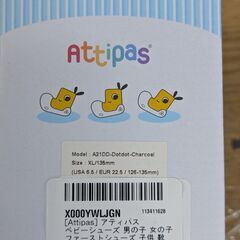 Attipas
Model : A21DD-Dotdot-Charcoal
Size : XL/135mm
(USA 6.5 / EUR 22.5 / 126-135mm)
X000YWLJGN
113411628
[Attipas] アティパス
ベビーシューズ 男の子 女の子
ファーストシューズ 子供 靴